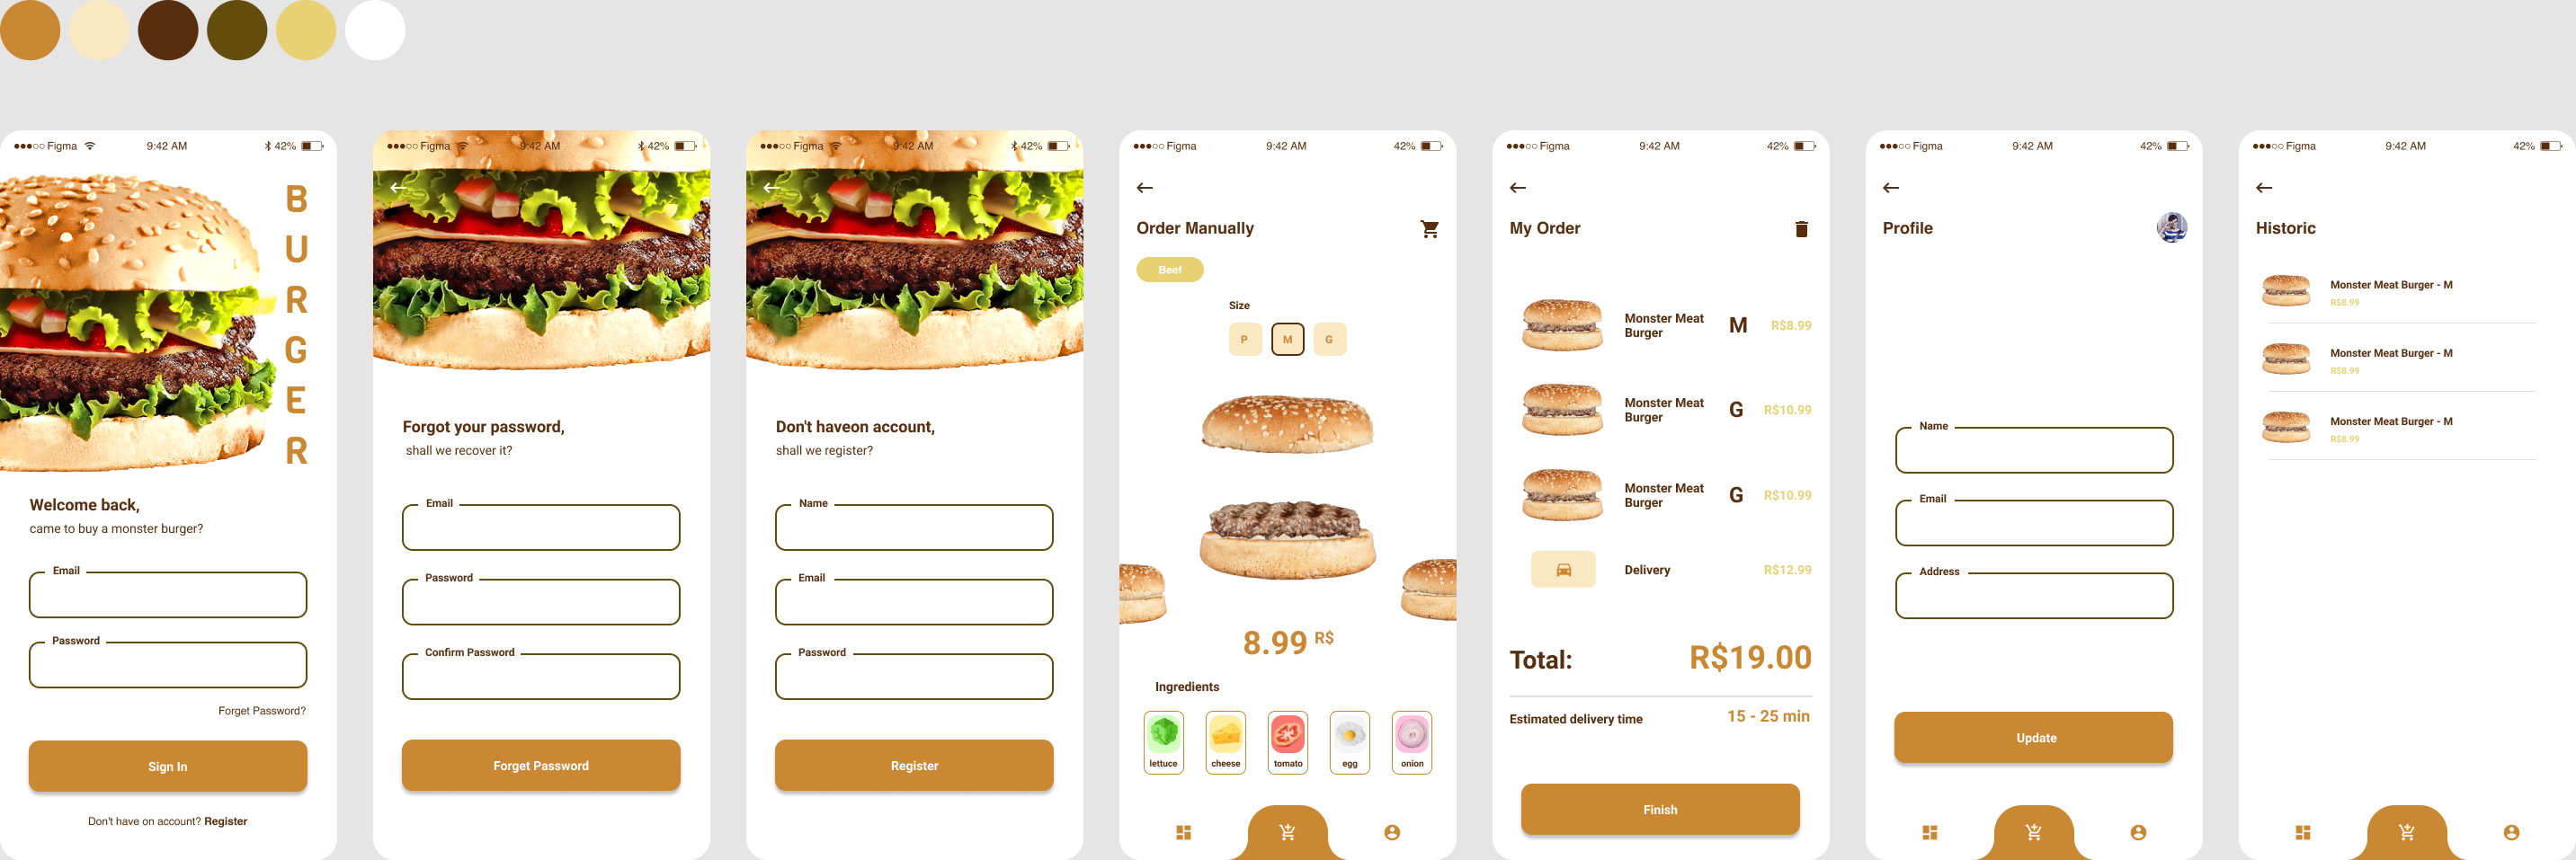 Figma
9:42 AM
42%
B
U
R
G
E
R
Welcome back,
came to buy a monster burger?
Email
Password
Forget Password?
Sign In
Don't have on account? Register
Figma
9:42 AM
42%
Forgot your password,
shall we recover it?
Email
Password
Confirm Password
Forget Password
Figma
9:42 AM
42%
Don't haveon account,
shall we register?
Name
Email
Password
Register
Figma
9:42 AM
42%
Order Manually
Beef
Size
P M G
8.99 R$
Ingredients
lettuce cheese tomato egg onion
Figma
9:42 AM
42%
My Order
Monster Meat
Burger
M
R$8.99
Monster Meat
Burger
G
R$10.99
Monster Meat
Burger
G
R$10.99
Delivery
R$12.99
Total:
R$19.00
Estimated delivery time
15 - 25 min
Finish
Figma
9:42 AM
42%
Profile
Name
Email
Address
Update
Figma
9:42 AM
42%
Historic
Monster Meat Burger - M
R$8.99
Monster Meat Burger - M
R$8.99
Monster Meat Burger - M
R$8.99